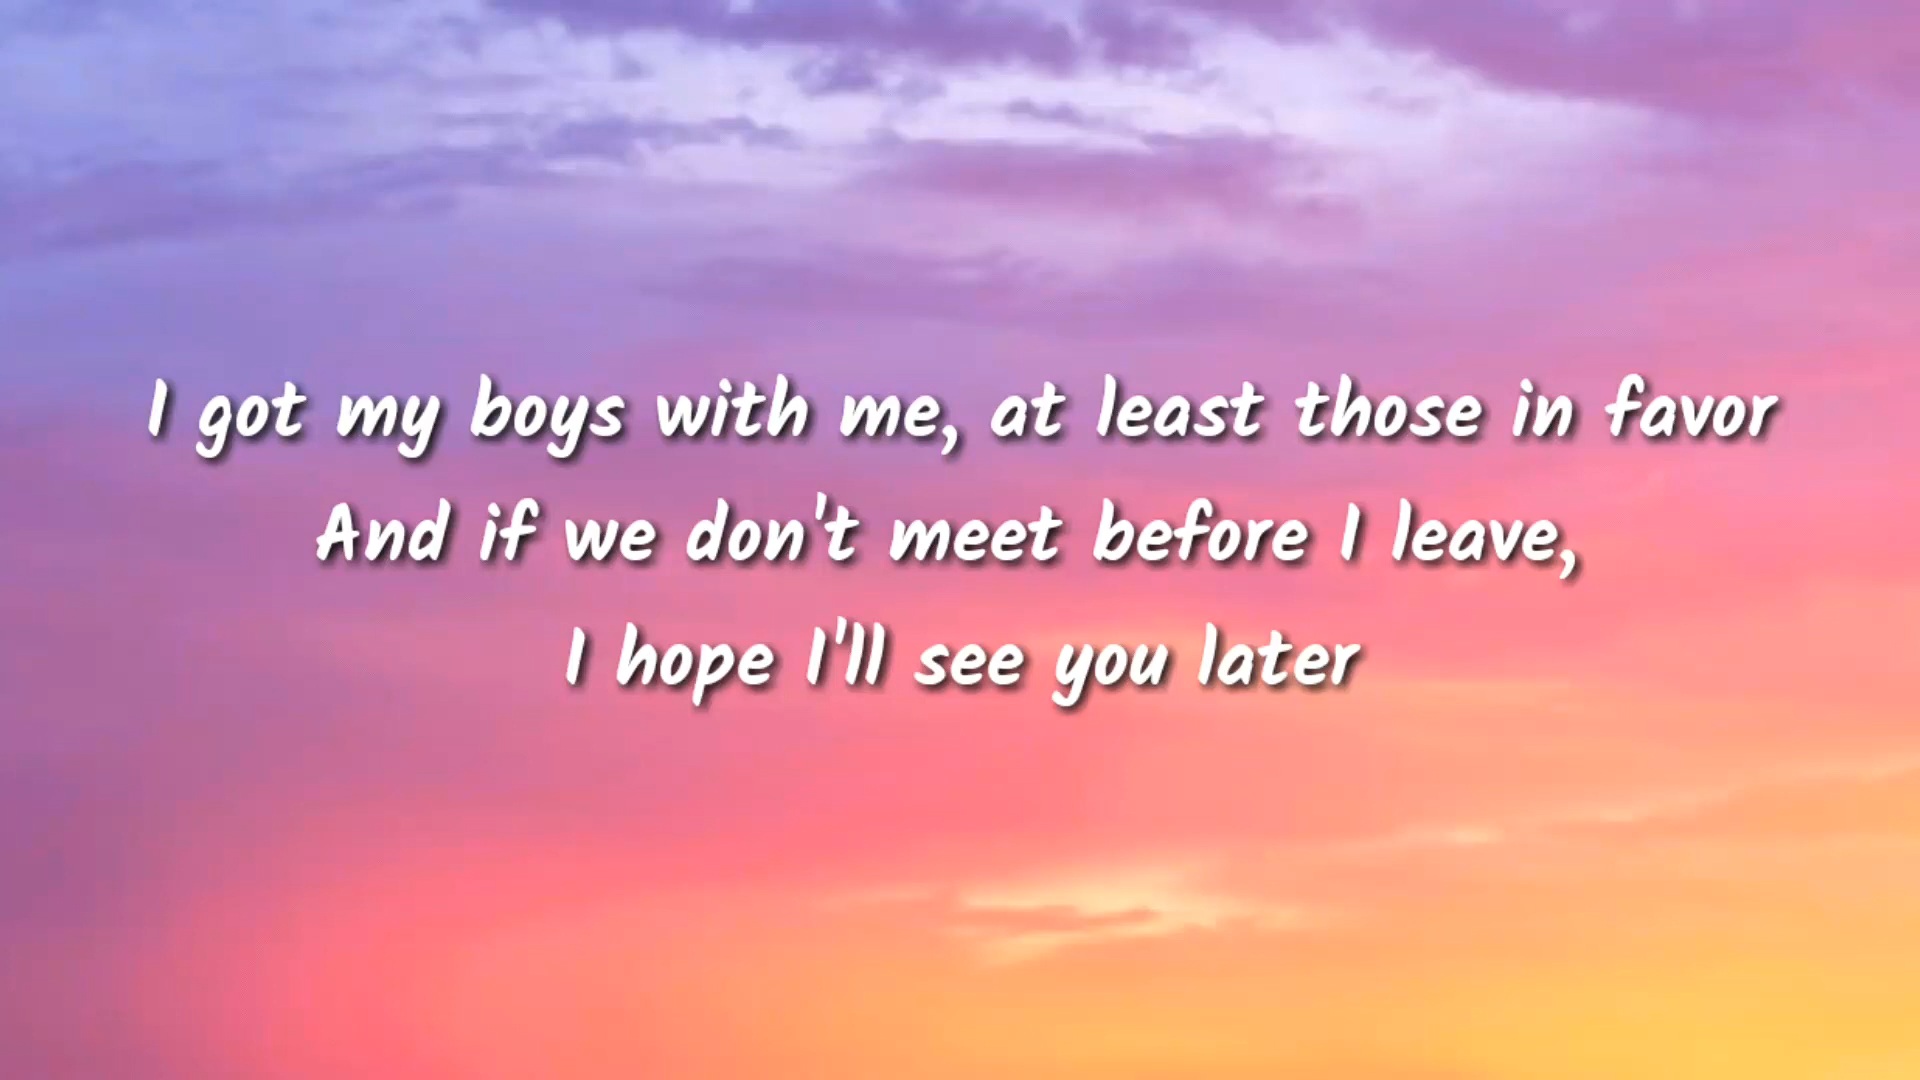 I got my boys with me, at least those in favor
And if we don't meet before I leave,
I hope I'll see you later